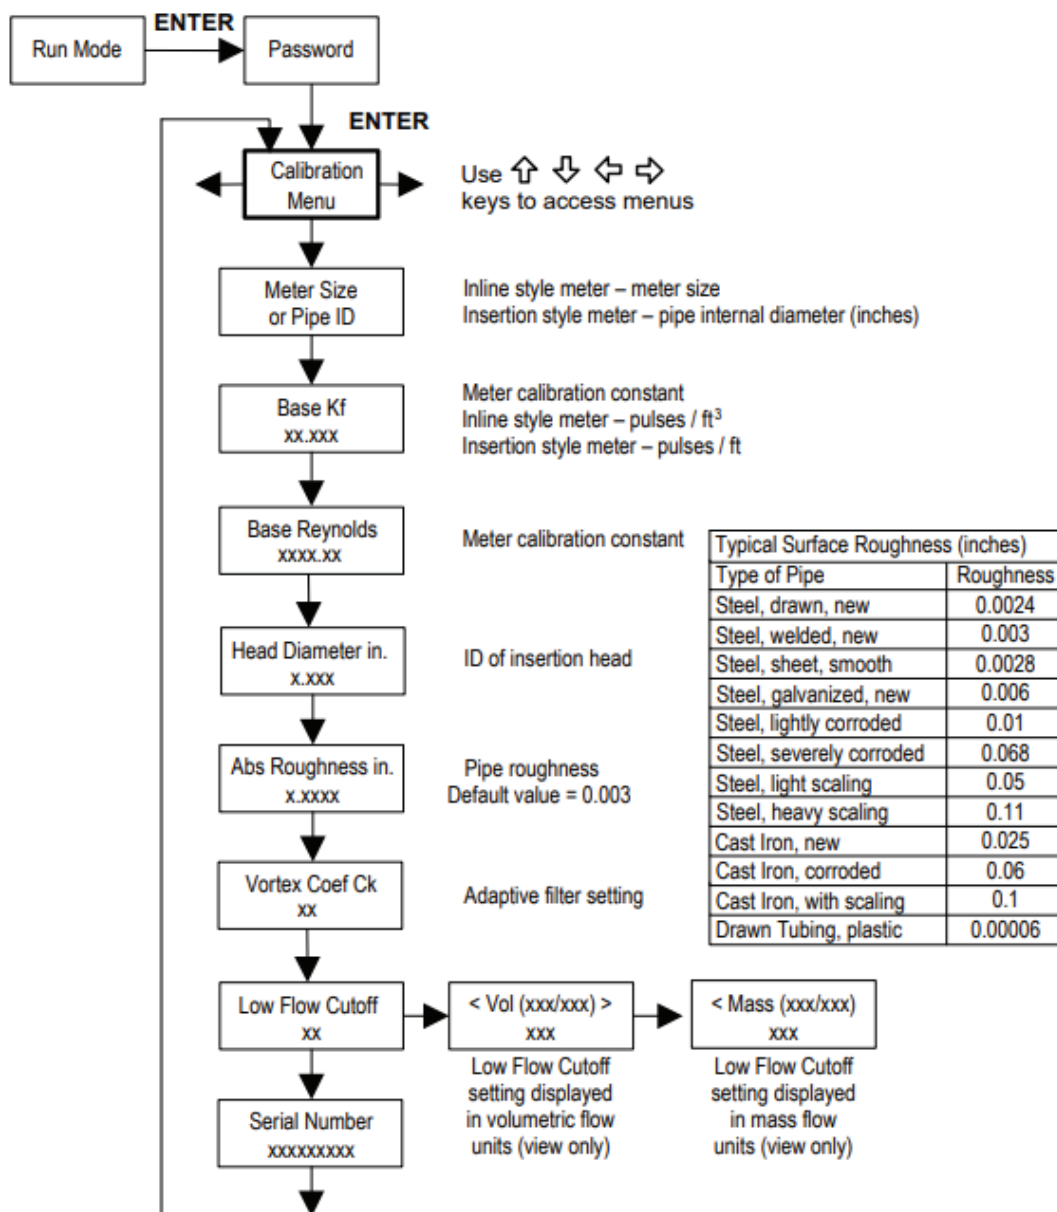 ENTER
Run Mode
Password
ENTER
Calibration
Menu
Use
keys to access menus
Meter Size
or Pipe ID
Inline style meter – meter size
Insertion style meter – pipe internal diameter (inches)
Base Kf
xx.xxx
Meter calibration constant
Inline style meter – pulses / ft³
Insertion style meter – pulses / ft
Base Reynolds
xxxx.xx
Meter calibration constant
Head Diameter in.
x.xxx
ID of insertion head
Abs Roughness in.
x.xxxx
Pipe roughness
Default value = 0.003
Vortex Coef Ck
xx
Adaptive filter setting
Typical Surface Roughness (inches)
Type of Pipe Roughness
Steel, drawn, new 0.0024
Steel, welded, new 0.003
Steel, sheet, smooth 0.0028
Steel, galvanized, new 0.006
Steel, lightly corroded 0.01
Steel, severely corroded 0.068
Steel, light scaling 0.05
Steel, heavy scaling 0.11
Cast Iron, new 0.025
Cast Iron, corroded 0.06
Cast Iron, with scaling 0.1
Drawn Tubing, plastic 0.00006
Low Flow Cutoff
xx
< Vol (xxx/xxx) >
xxx
< Mass (xxx/xxx)
xxx
Low Flow Cutoff
setting displayed
in volumetric flow
units (view only)
Low Flow Cutoff
setting displayed
in mass flow
units (view only)
Serial Number
xxxxxxxxx